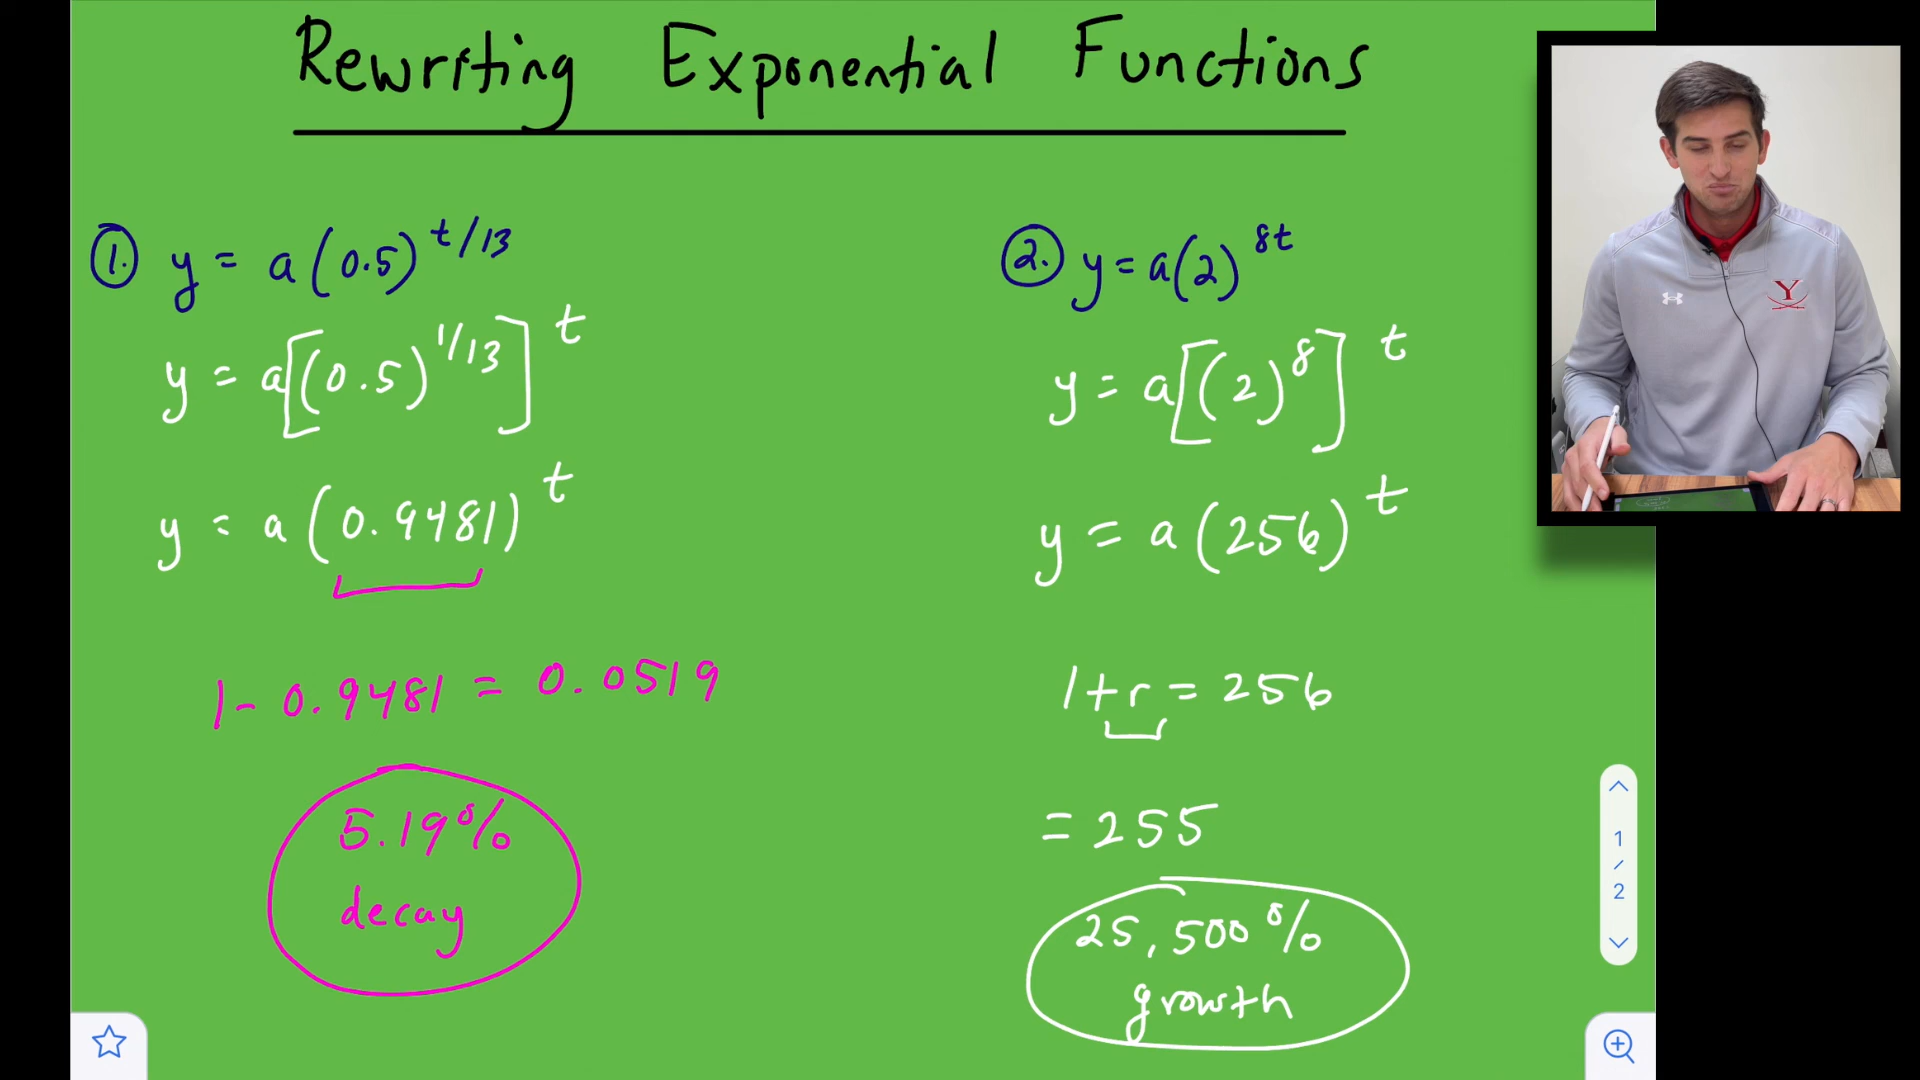 Rewriting Exponential Functions
1. y = a(0.5)^t/13
y = a[(0.5)^1/13]^t
y = a(0.9481)^t
1 - 0.9481 = 0.0519
5.19%
decay
2. y = a(2)^8t
y = a[(2)^8]^t
y = a(256)^t
1 + r = 256
= 255
25,500%
growth
Y
1
/
2